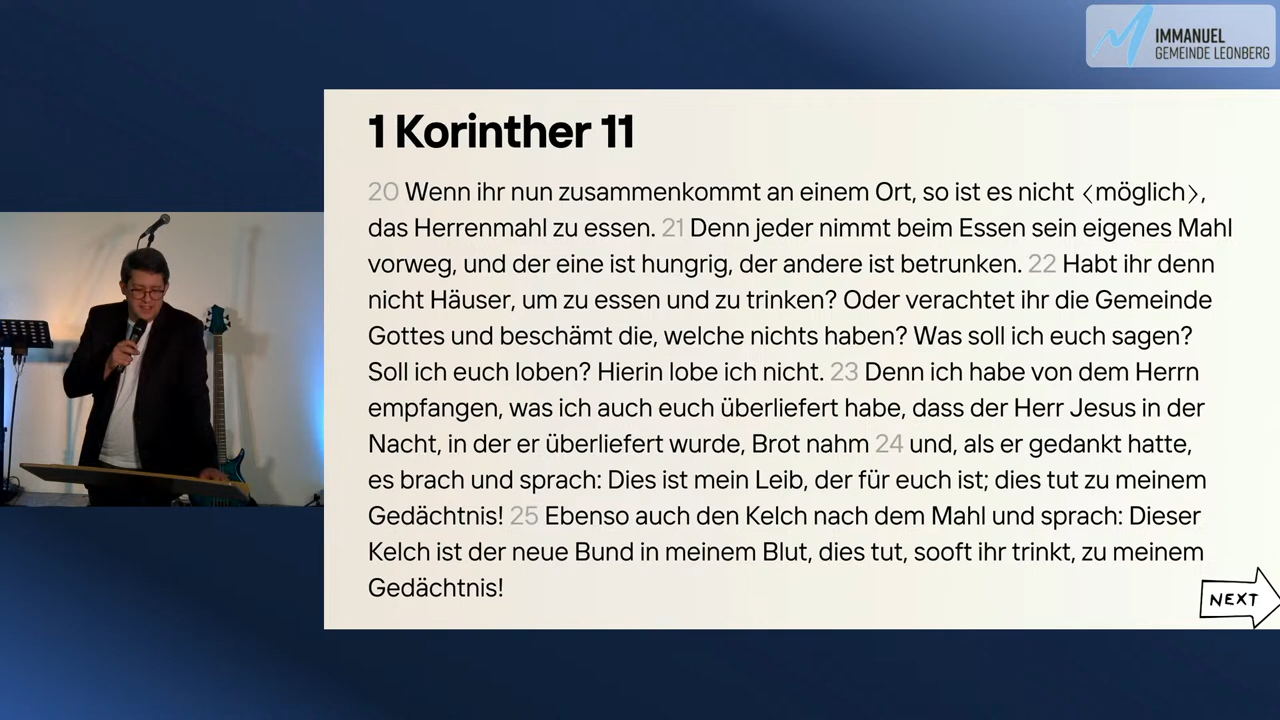 IMMANUEL
GEMEINDE LEONBERG
1 Korinther 11
20 Wenn ihr nun zusammenkommt an einem Ort, so ist es nicht 〈möglich〉,
das Herrenmahl zu essen. 21 Denn jeder nimmt beim Essen sein eigenes Mahl
vorweg, und der eine ist hungrig, der andere ist betrunken. 22 Habt ihr denn
nicht Häuser, um zu essen und zu trinken? Oder verachtet ihr die Gemeinde
Gottes und beschämt die, welche nichts haben? Was soll ich euch sagen?
Soll ich euch loben? Hierin lobe ich nicht. 23 Denn ich habe von dem Herrn
empfangen, was ich auch euch überliefert habe, dass der Herr Jesus in der
Nacht, in der er überliefert wurde, Brot nahm 24 und, als er gedankt hatte,
es brach und sprach: Dies ist mein Leib, der für euch ist; dies tut zu meinem
Gedächtnis! 25 Ebenso auch den Kelch nach dem Mahl und sprach: Dieser
Kelch ist der neue Bund in meinem Blut, dies tut, sooft ihr trinkt, zu meinem
Gedächtnis!
NEXT